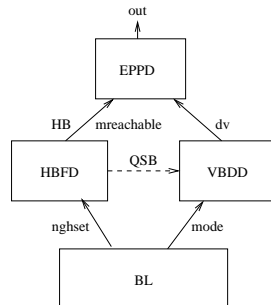 out
EPPD
HB mreachable dv
HBFD QSB VBDD
nghset mode
BL